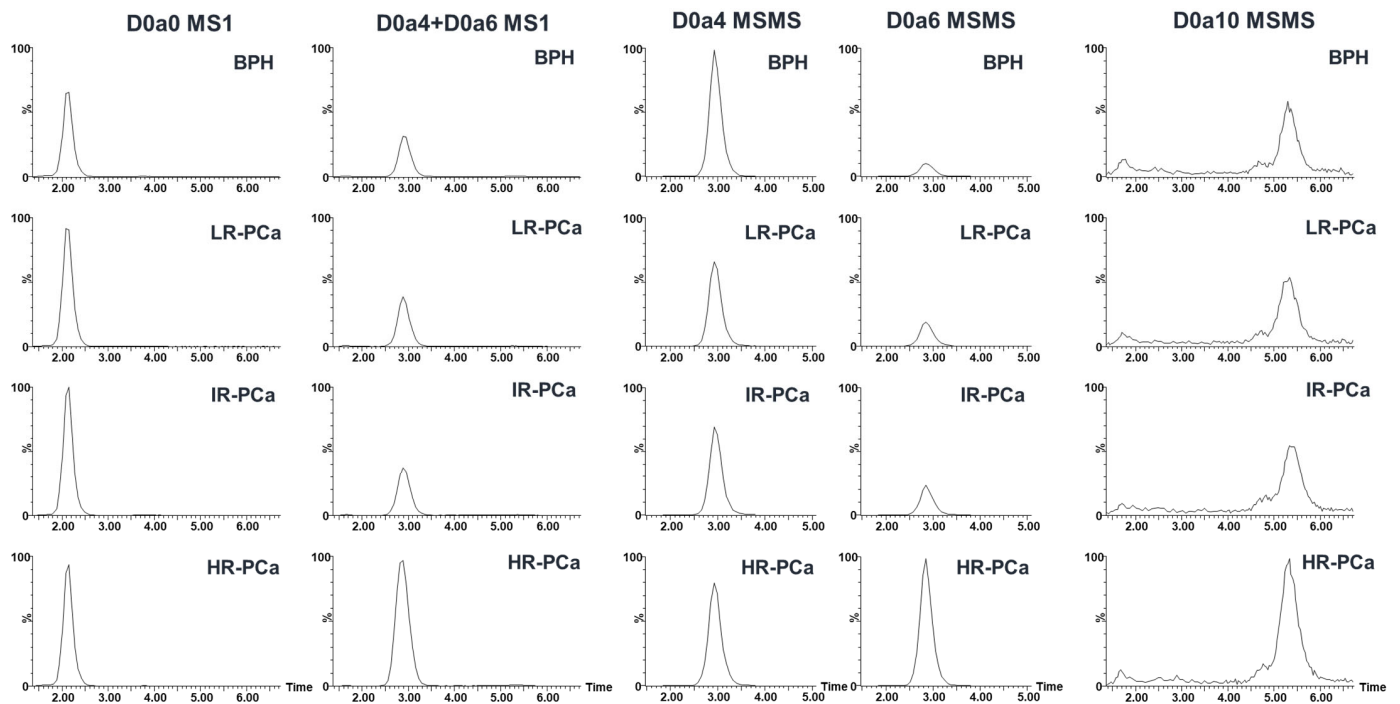 D0a0 MS1 D0a4+D0a6 MS1 D0a4 MSMS D0a6 MSMS D0a10 MSMS
100 BPH 100 BPH 100 BPH 100 BPH 100 BPH
% % % % %
0 0 0 0 0
2.00 3.00 4.00 5.00 6.00 2.00 3.00 4.00 5.00 6.00 2.00 3.00 4.00 5.00 2.00 3.00 4.00 5.00 2.00 3.00 4.00 5.00 6.00
100 LR-PCa 100 LR-PCa 100 LR-PCa 100 LR-PCa 100 LR-PCa
% % % % %
0 0 0 0 0
2.00 3.00 4.00 5.00 6.00 2.00 3.00 4.00 5.00 6.00 2.00 3.00 4.00 5.00 2.00 3.00 4.00 5.00 2.00 3.00 4.00 5.00 6.00
100 IR-PCa 100 IR-PCa 100 IR-PCa 100 IR-PCa 100 IR-PCa
% % % % %
0 0 0 0 0
2.00 3.00 4.00 5.00 6.00 2.00 3.00 4.00 5.00 6.00 2.00 3.00 4.00 5.00 2.00 3.00 4.00 5.00 2.00 3.00 4.00 5.00 6.00
100 HR-PCa 100 HR-PCa 100 HR-PCa 100 HR-PCa 100 HR-PCa
% % % % %
0 Time 0 Time 0 Time 0 Time 0 Time
2.00 3.00 4.00 5.00 6.00 2.00 3.00 4.00 5.00 6.00 2.00 3.00 4.00 5.00 2.00 3.00 4.00 5.00 2.00 3.00 4.00 5.00 6.00